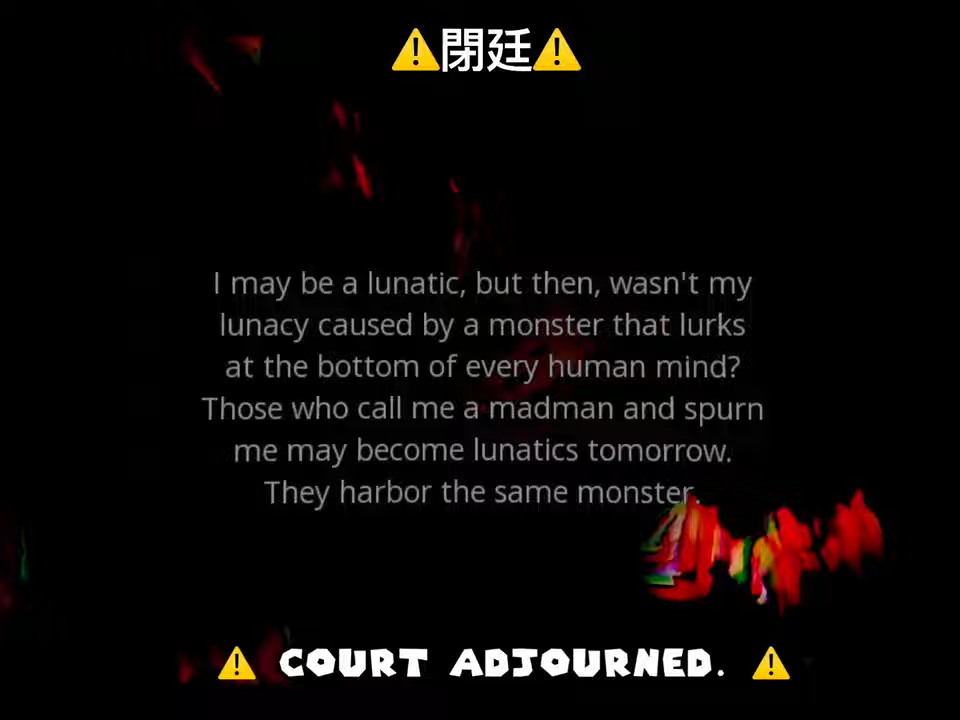 ⚠️閉廷⚠️
I may be a lunatic, but then, wasn't my
lunacy caused by a monster that lurks
at the bottom of every human mind?
Those who call me a madman and spurn
me may become lunatics tomorrow.
They harbor the same monster.
⚠️ COURT ADJOURNED. ⚠️